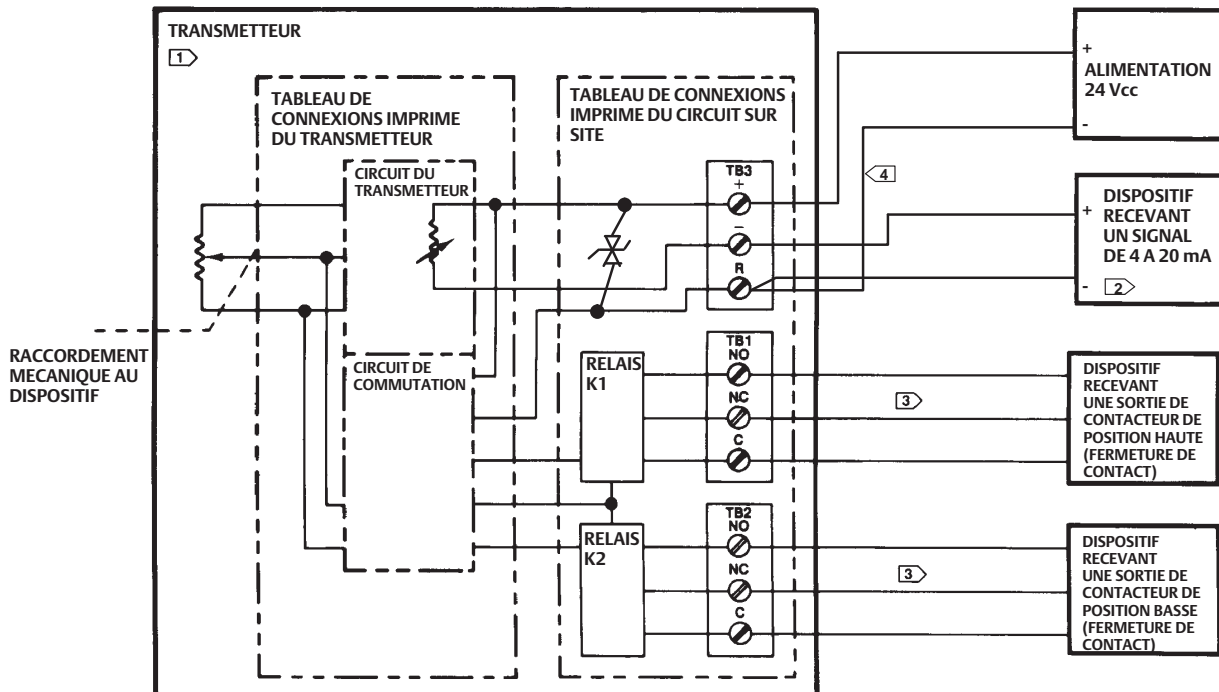 TRANSMETTEUR
1
TABLEAU DE
CONNEXIONS IMPRIME
DU TRANSMETTEUR
TABLEAU DE CONNEXIONS
IMPRIME DU CIRCUIT SUR
SITE
CIRCUIT DU
TRANSMETTEUR
CIRCUIT DE
COMMUTATION
RACCORDEMENT
MECANIQUE AU
DISPOSITIF
TB3
+
−
R
RELAIS
K1
TB1
NO
NC
C
RELAIS
K2
TB2
NO
NC
C
4
3
3
+
ALIMENTATION
24 Vcc
-
DISPOSITIF
RECEVANT
+ UN SIGNAL
DE 4 A 20 mA
- 2
DISPOSITIF
RECEVANT
UNE SORTIE DE
CONTACTEUR DE
POSITION HAUTE
(FERMETURE DE
CONTACT)
DISPOSITIF
RECEVANT
UNE SORTIE DE
CONTACTEUR DE
POSITION BASSE
(FERMETURE DE
CONTACT)